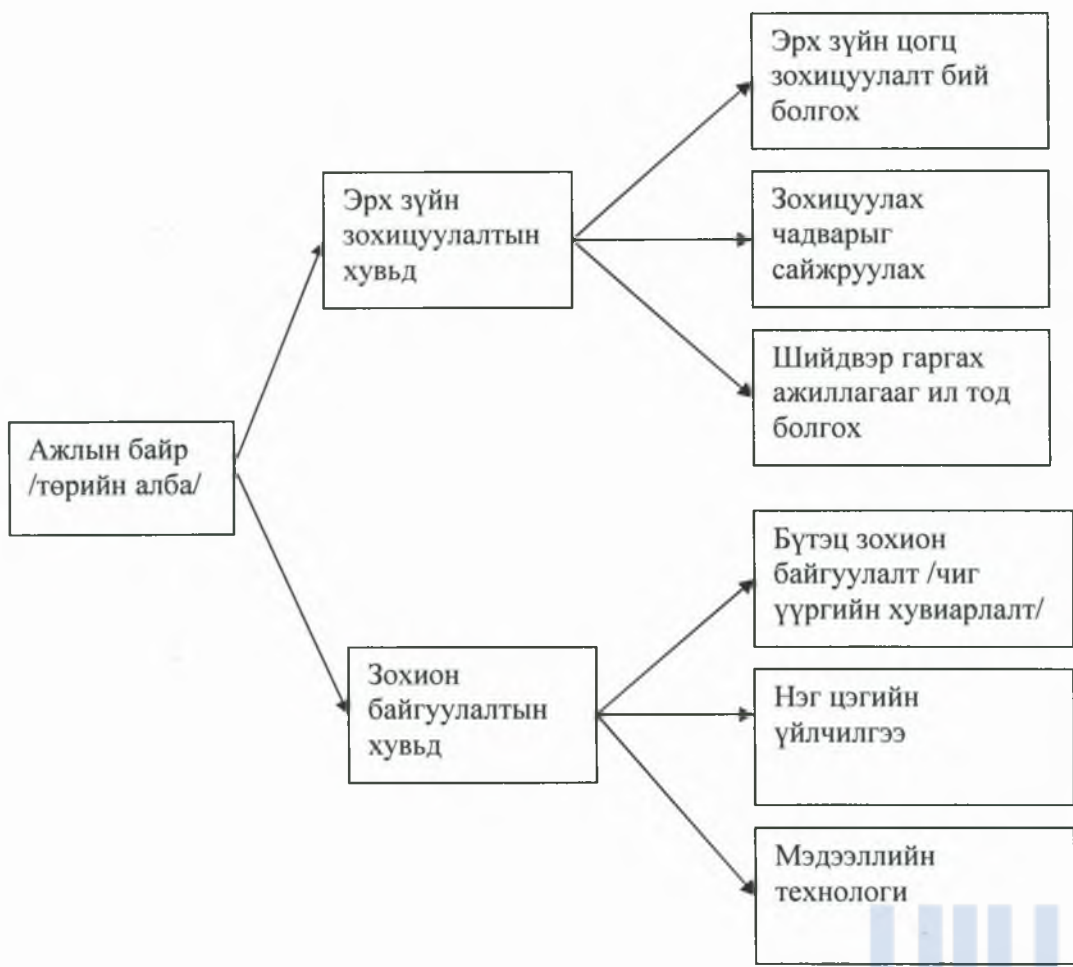 Эрх зүйн цогц
зохицуулалт бий
болгох
Эрх зүйн
зохицуулалтын
хувьд
Зохицуулах
чадварыг
сайжруулах
Шийдвэр гаргах
ажиллагааг ил тод
болгох
Ажлын байр
/төрийн алба/
Бүтэц зохион
байгуулалт /чиг
үүргийн хувиарлалт/
Зохион
байгуулалтын
хувьд
Нэг цэгийн
үйлчилгээ
Мэдээллийн
технологи